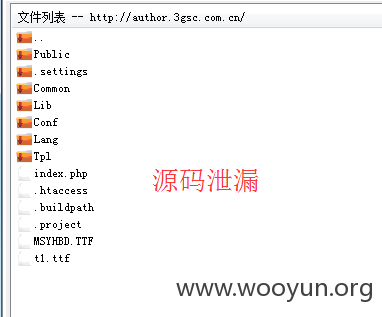 文件列表 -- http://author.3gsc.com.cn/
..
Public
.settings
Common
Lib
Conf
Lang
Tpl
index.php
源码泄漏
.htaccess
.buildpath
.project
MSYHBD.TTF
t1.ttf
www.wooyun.org